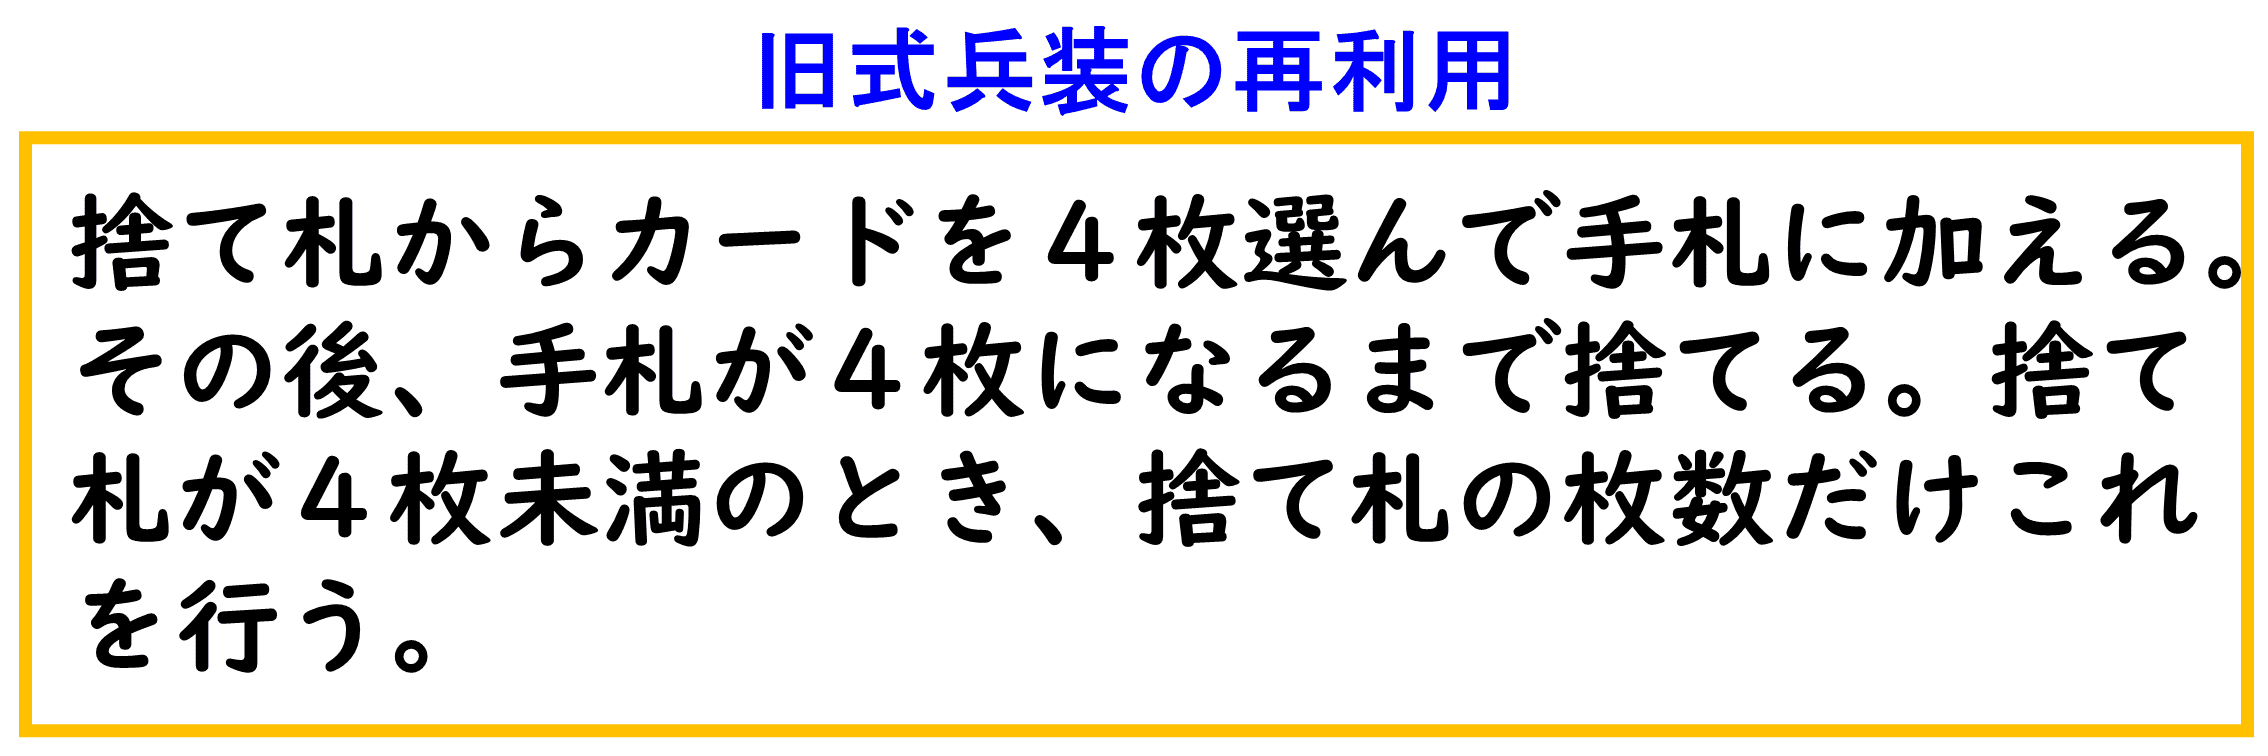 旧式兵装の再利用
捨て札からカードを４枚選んで手札に加える。
その後、手札が４枚になるまで捨てる。捨て
札が４枚未満のとき、捨て札の枚数だけこれ
を行う。